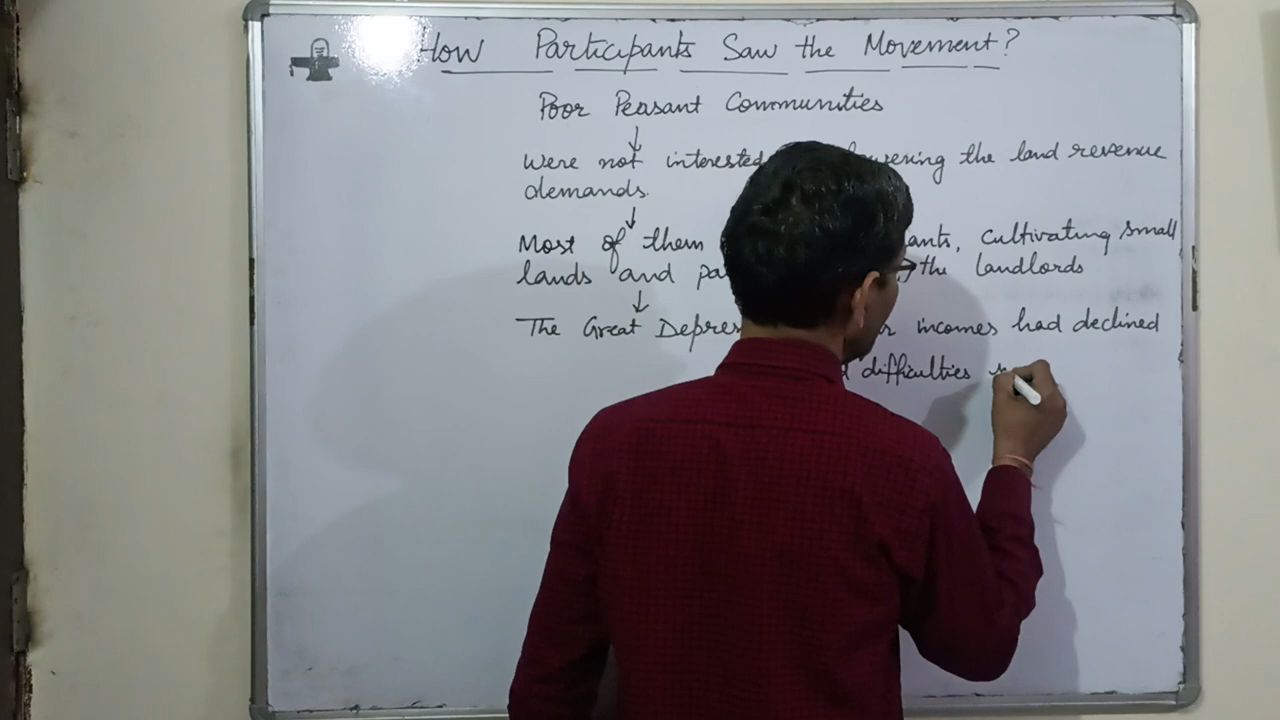 How Participants Saw the Movement?
Poor Peasant Communities
Were not interested lowering the land revenue
demands.
Most of them cultivating small
lands and the landlords
The Great incomes had declined
difficulties